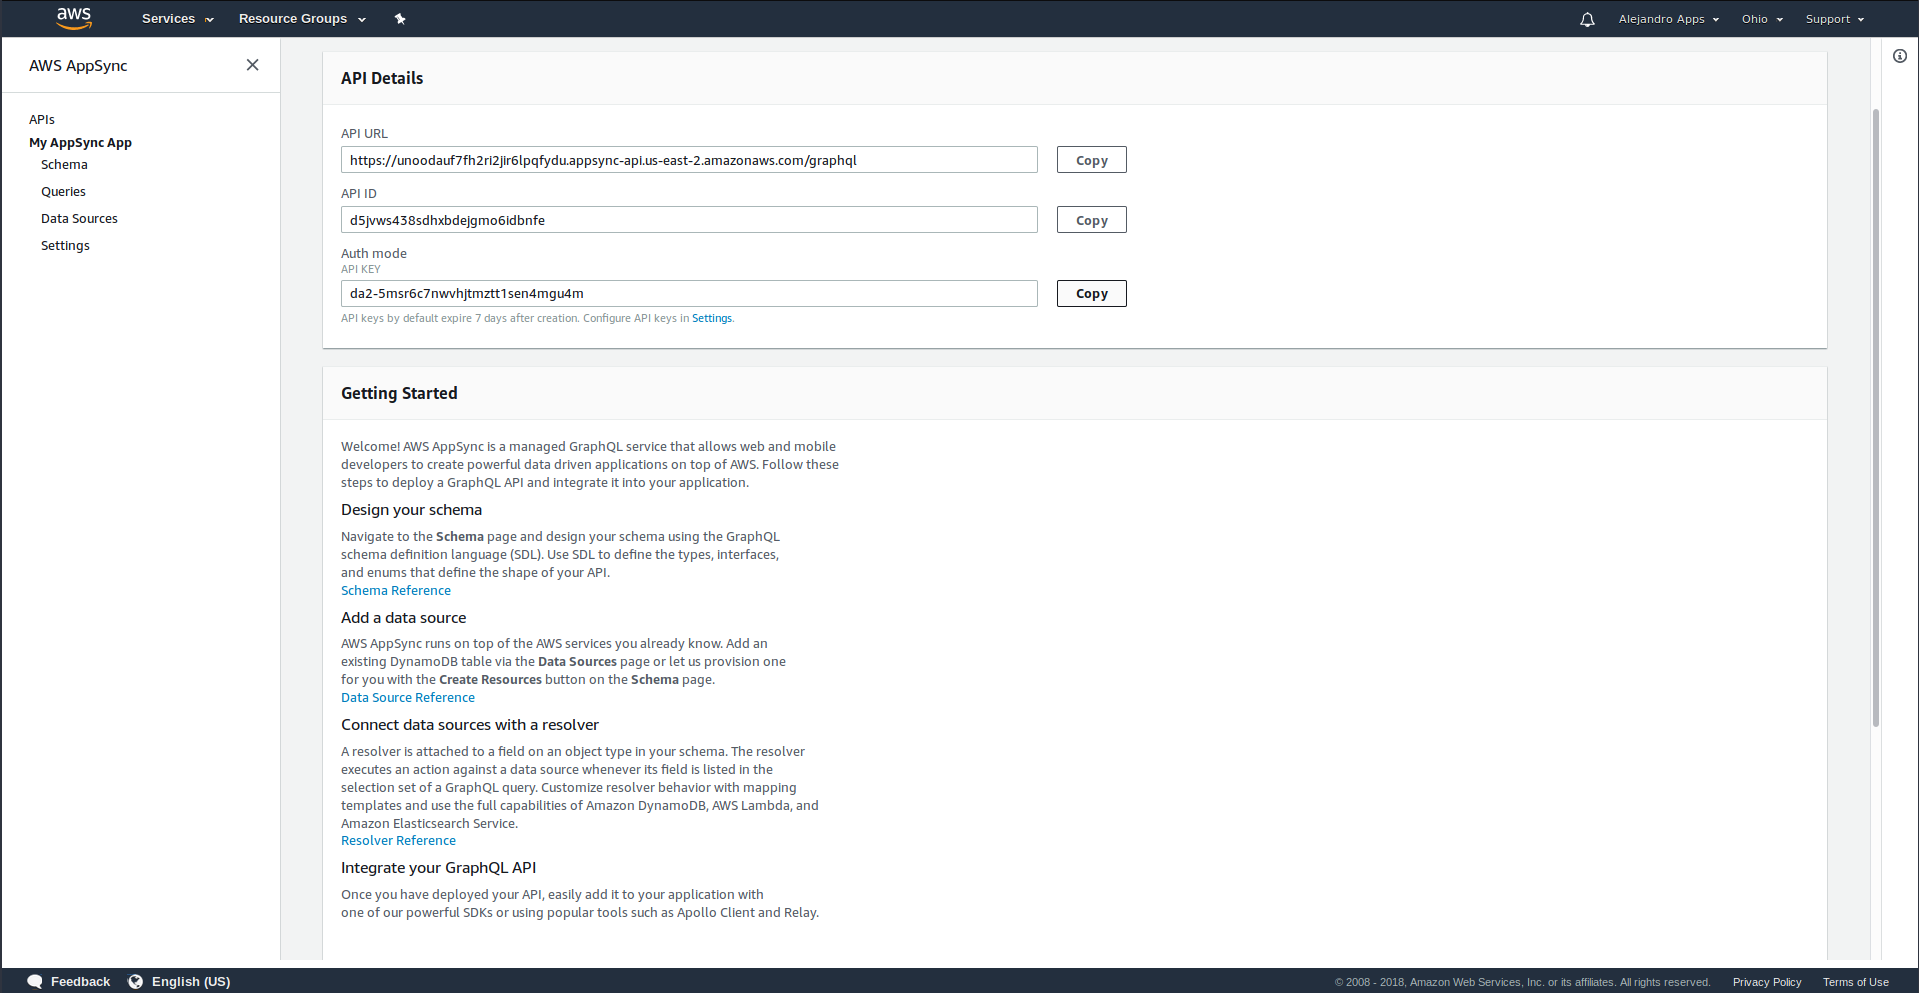 aws
Services
Resource Groups
Alejandro Apps
Ohio
Support
AWS AppSync
APIs
My AppSync App
Schema
Queries
Data Sources
Settings
API Details
API URL
https://unoodauf7fh2ri2jir6lpqfydu.appsync-api.us-east-2.amazonaws.com/graphql
Copy
API ID
d5jvws438sdhxbdejgmo6idbnfe
Copy
Auth mode
API KEY
da2-5msr6c7nwvhjtmztt1sen4mgu4m
Copy
API keys by default expire 7 days after creation. Configure API keys in Settings.
Getting Started
Welcome! AWS AppSync is a managed GraphQL service that allows web and mobile
developers to create powerful data driven applications on top of AWS. Follow these
steps to deploy a GraphQL API and integrate it into your application.
Design your schema
Navigate to the Schema page and design your schema using the GraphQL
schema definition language (SDL). Use SDL to define the types, interfaces,
and enums that define the shape of your API.
Schema Reference
Add a data source
AWS AppSync runs on top of the AWS services you already know. Add an
existing DynamoDB table via the Data Sources page or let us provision one
for you with the Create Resources button on the Schema page.
Data Source Reference
Connect data sources with a resolver
A resolver is attached to a field on an object type in your schema. The resolver
executes an action against a data source whenever its field is listed in the
selection set of a GraphQL query. Customize resolver behavior with mapping
templates and use the full capabilities of Amazon DynamoDB, AWS Lambda, and
Amazon Elasticsearch Service.
Resolver Reference
Integrate your GraphQL API
Once you have deployed your API, easily add it to your application with
one of our powerful SDKs or using popular tools such as Apollo Client and Relay.
Feedback
English (US)
© 2008 - 2018, Amazon Web Services, Inc. or its affiliates. All rights reserved.
Privacy Policy
Terms of Use